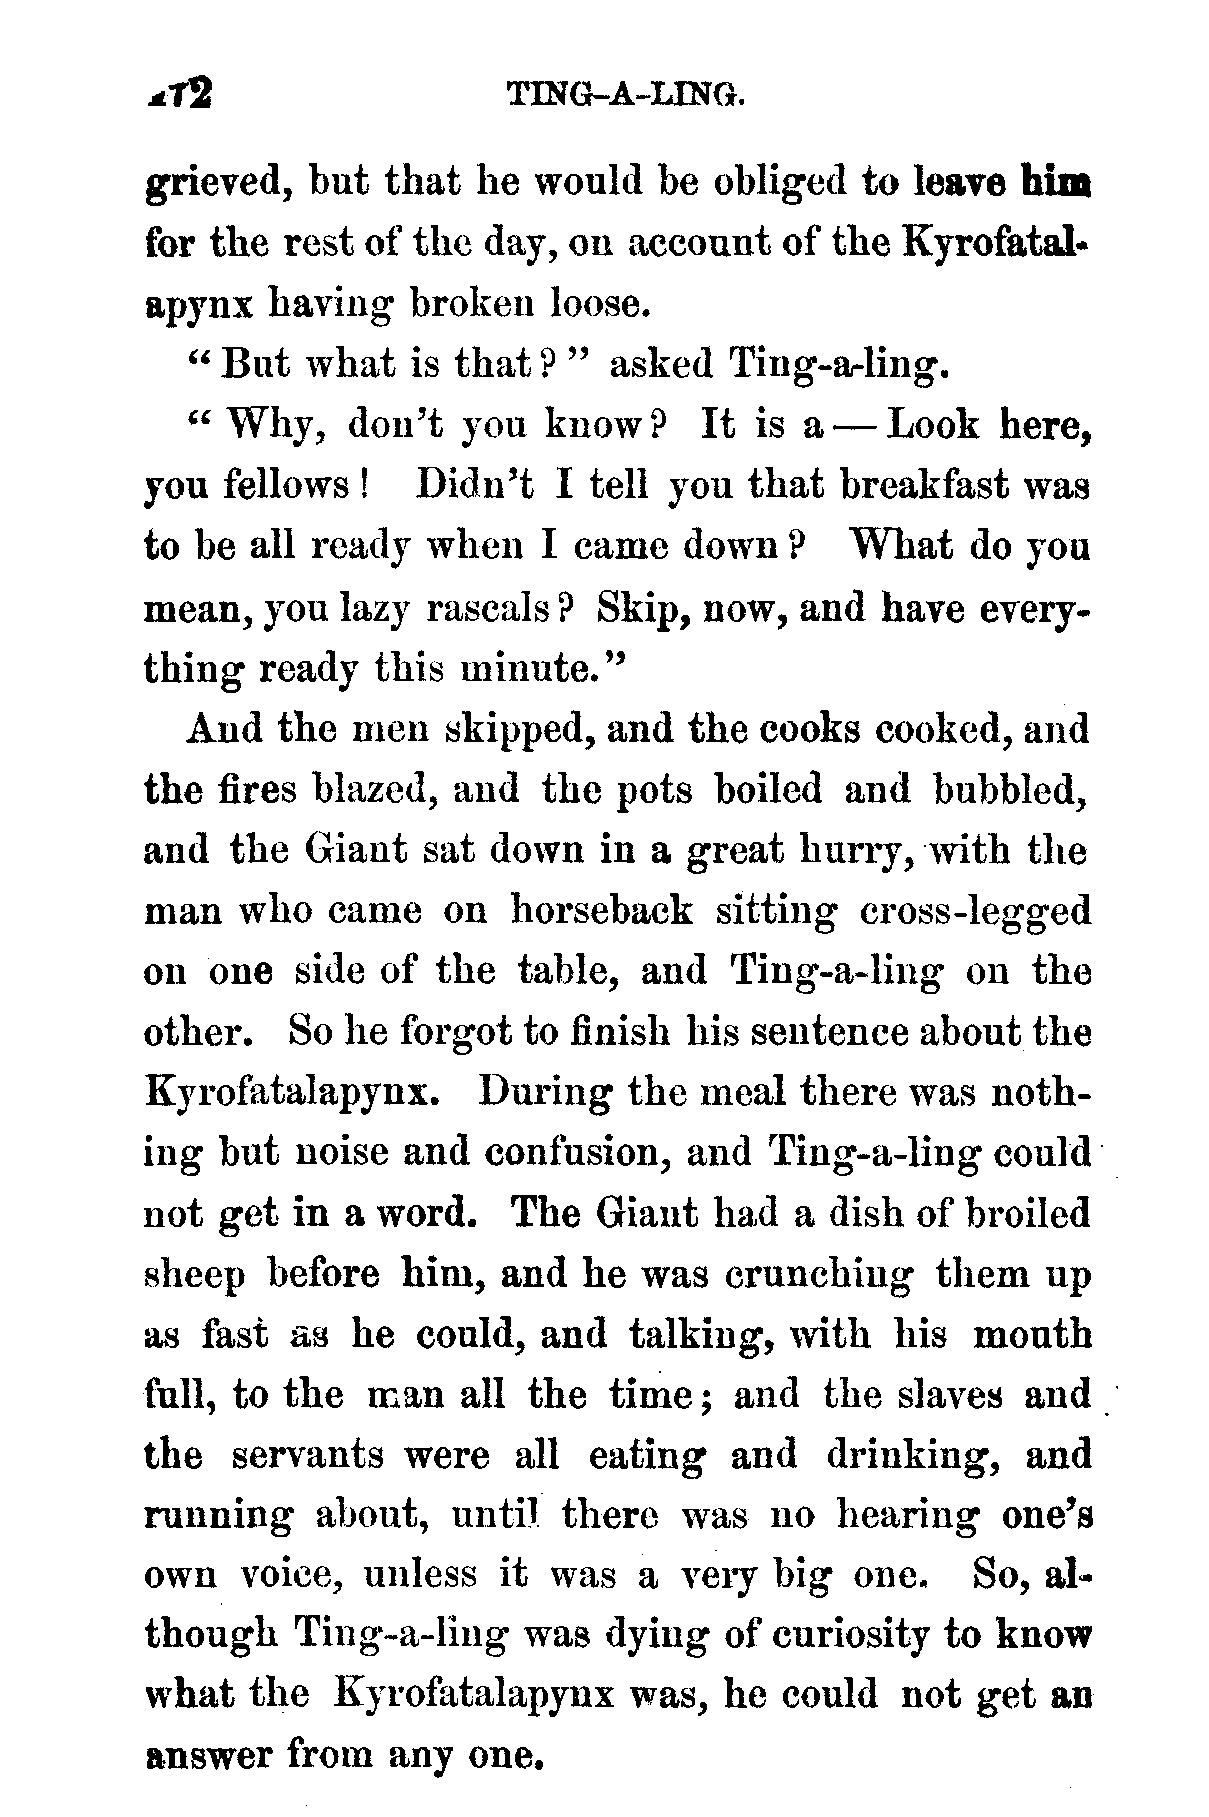 172 TING-A-LING.
grieved, but that he would be obliged to leave him
for the rest of the day, on account of the Kyrofatal-
apynx having broken loose.
“ But what is that? ” asked Ting-a-ling.
“ Why, don’t you know? It is a — Look here,
you fellows! Didn’t I tell you that breakfast was
to be all ready when I came down? What do you
mean, you lazy rascals? Skip, now, and have every-
thing ready this minute.”
And the men skipped, and the cooks cooked, and
the fires blazed, and the pots boiled and bubbled,
and the Giant sat down in a great hurry, with the
man who came on horseback sitting cross-legged
on one side of the table, and Ting-a-ling on the
other. So he forgot to finish his sentence about the
Kyrofatalapynx. During the meal there was noth-
ing but noise and confusion, and Ting-a-ling could
not get in a word. The Giant had a dish of broiled
sheep before him, and he was crunching them up
as fast as he could, and talking, with his mouth
full, to the man all the time; and the slaves and
the servants were all eating and drinking, and
running about, until there was no hearing one’s
own voice, unless it was a very big one. So, al-
though Ting-a-ling was dying of curiosity to know
what the Kyrofatalapynx was, he could not get an
answer from any one.